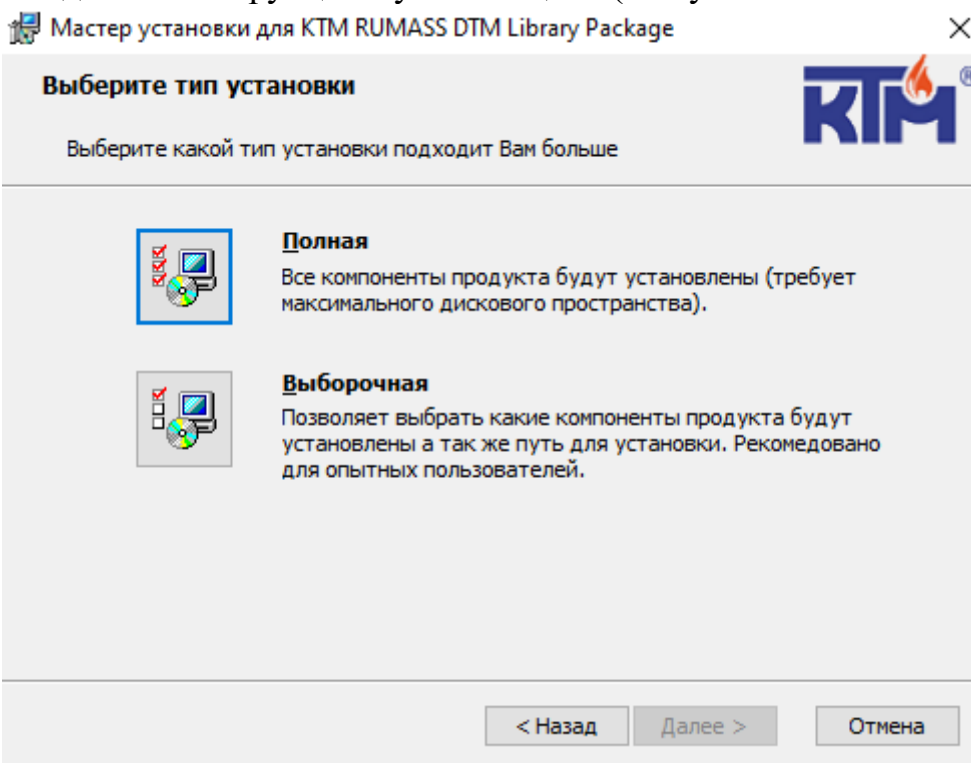 Мастер установки для KTM RUMASS DTM Library Package
Выберите тип установки
KTM ®
Выберите какой тип установки подходит Вам больше
Полная
Все компоненты продукта будут установлены (требует
максимального дискового пространства).
Выборочная
Позволяет выбрать какие компоненты продукта будут
установлены а так же путь для установки. Рекомедовано
для опытных пользователей.
< Назад
Далее >
Отмена